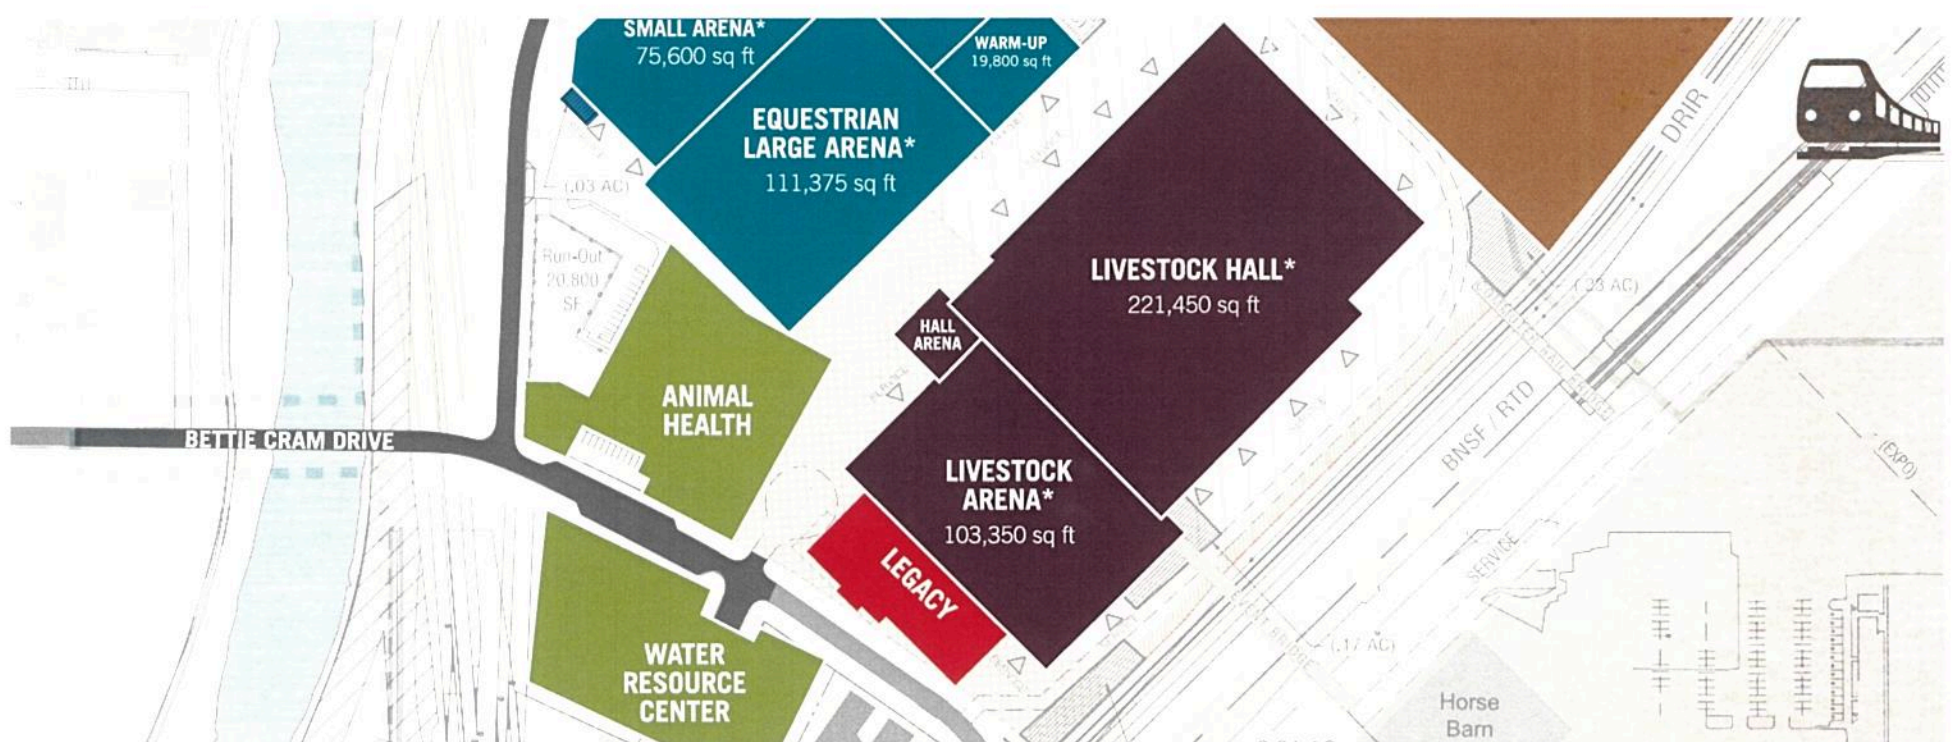 SMALL ARENA*
75,600 sq ft
WARM-UP
19,800 sq ft
EQUESTRIAN
LARGE ARENA*
111,375 sq ft
DRIR
(.03 AC)
Run-Out
20,800
SF
LIVESTOCK HALL*
221,450 sq ft
HALL
ARENA
ANIMAL
HEALTH
BETTIE CRAM DRIVE
BNSF / RTD
(EXPO)
LIVESTOCK
ARENA*
103,350 sq ft
LEGACY
SERVICE
WATER
RESOURCE
CENTER
(.17 AC)
Horse
Barn